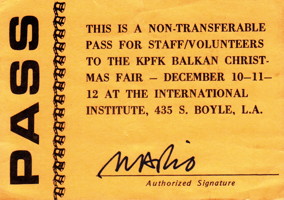 PASS
THIS IS A NON-TRANSFERABLE
PASS FOR STAFF/VOLUNTEERS
TO THE KPFK BALKAN CHRIST-
MAS FAIR – DECEMBER 10-11-
12 AT THE INTERNATIONAL
INSTITUTE, 435 S. BOYLE, L.A.
Mario
Authorized Signature